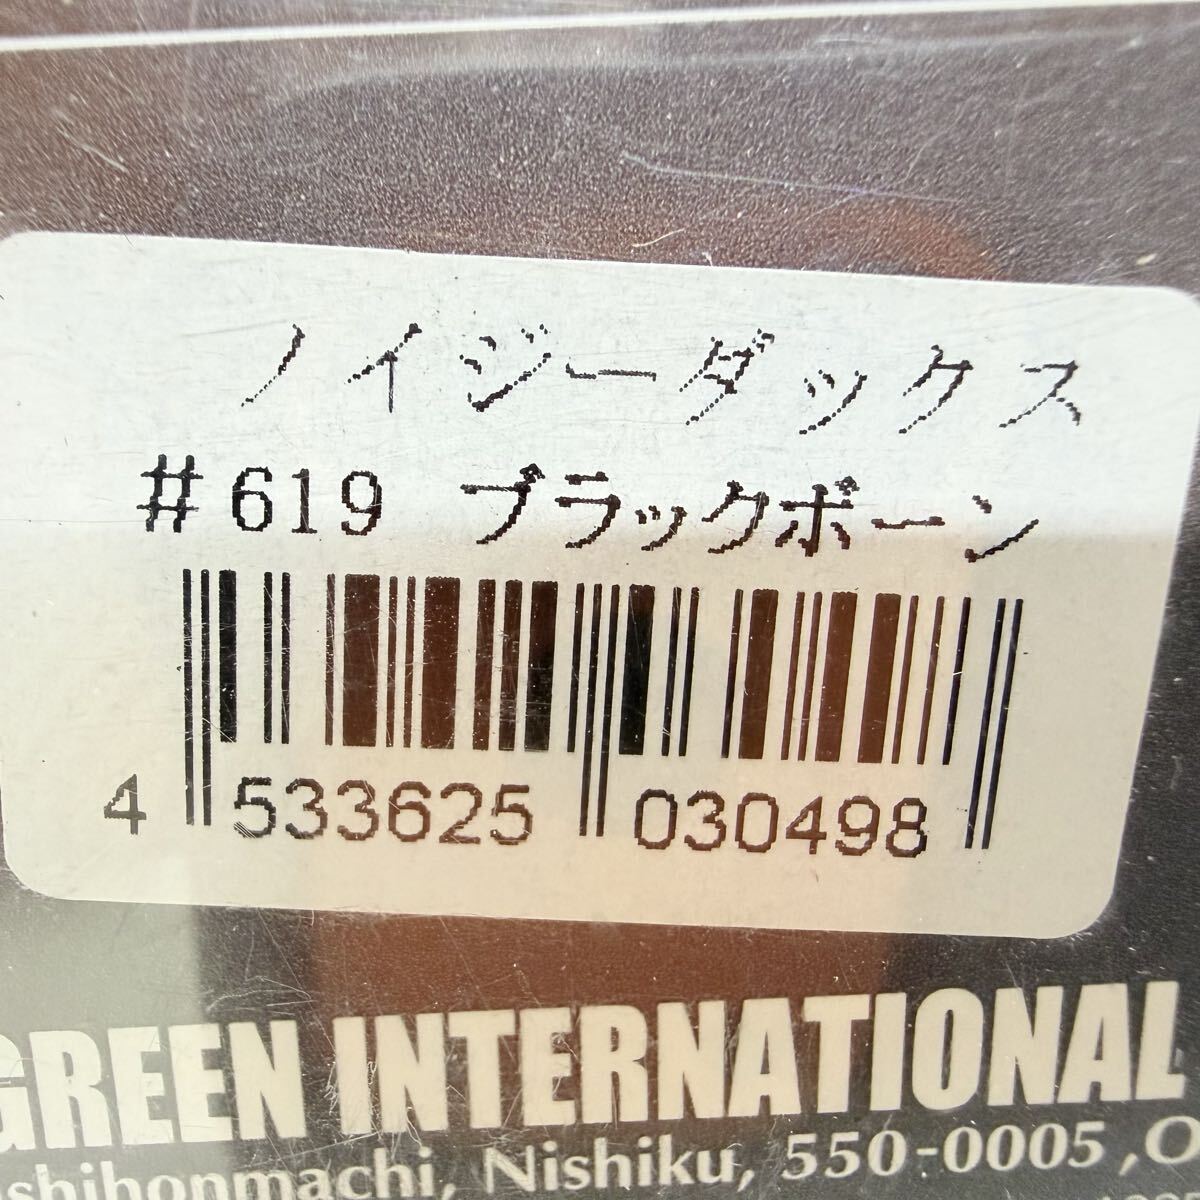 ノイジーダックス
#619 ブラックボーン
4 533625 030498
GREEN INTERNATIONAL
shihonmachi, Nishiku, 550-0005 ,O